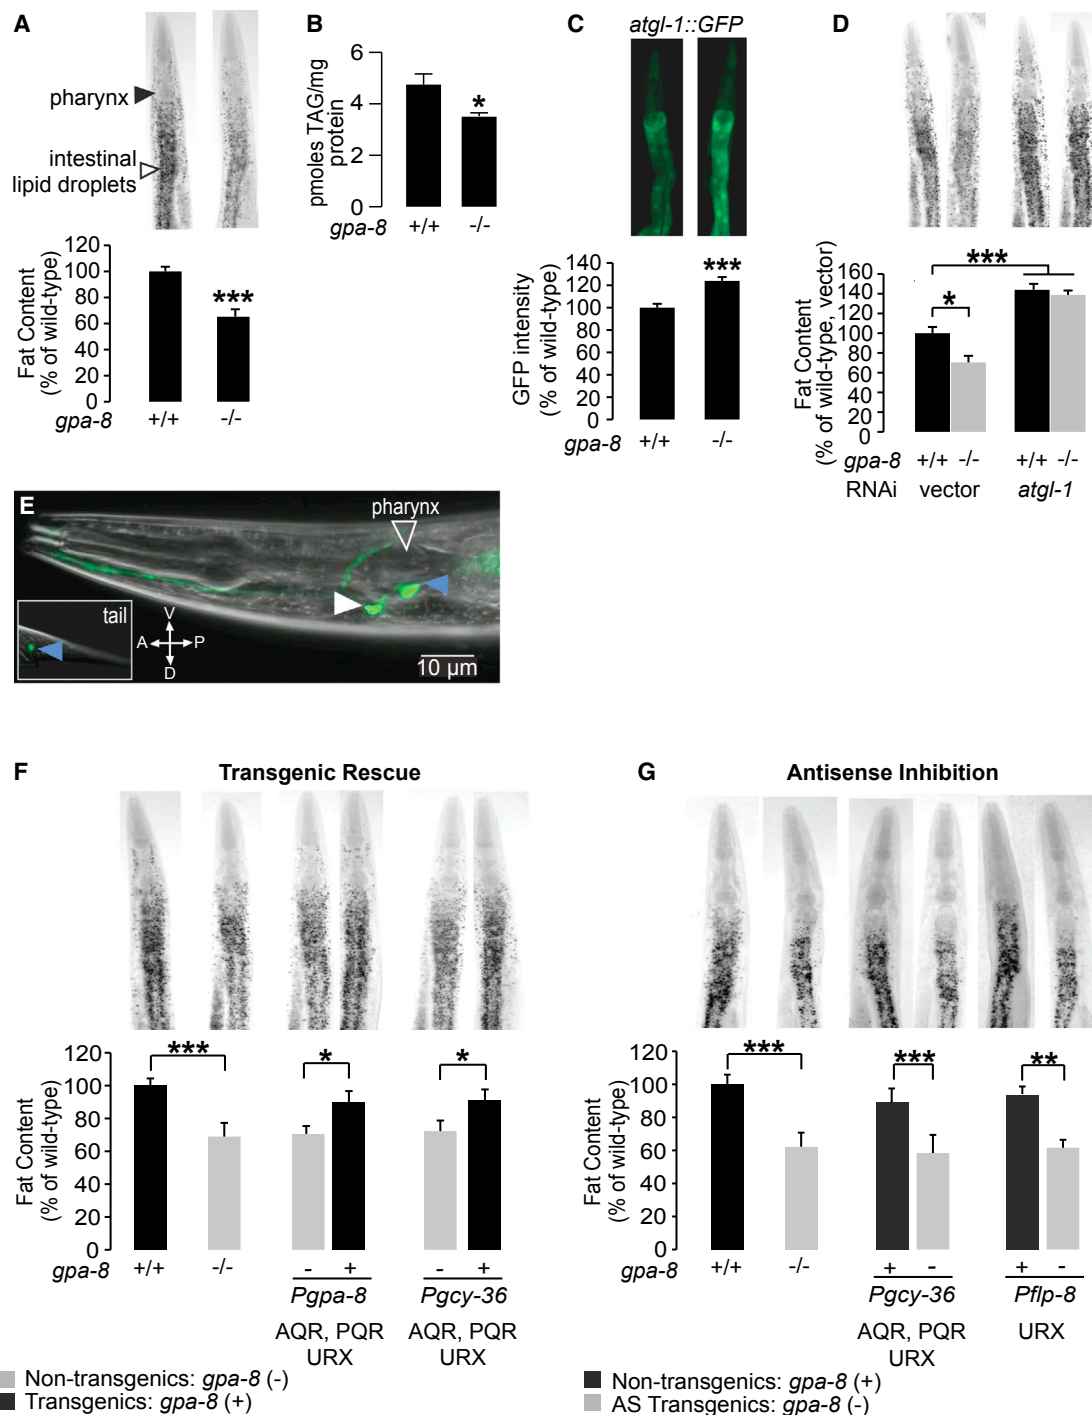 A
pharynx
intestinal
lipid droplets
Fat Content
(% of wild-type)
120
100
80
60
40
20
0
***
gpa-8
+/+
-/-
B
pmoles TAG/mg
protein
6
4
2
0
*
gpa-8
+/+
-/-
C
atgl-1::GFP
GFP intensity
(% of wild-type)
140
120
100
80
60
40
20
0
***
gpa-8
+/+
-/-
D
Fat Content
(% of wild-type, vector)
160
140
120
100
80
60
40
20
0
***
*
gpa-8
+/+ -/-
+/+ -/-
RNAi
vector
atgl-1
E
pharynx
tail
V
A
P
D
10 µm
F
Transgenic Rescue
Fat Content
(% of wild-type)
120
100
80
60
40
20
0
***
*
*
gpa-8
+/+
-/-
- +
- +
Pgpa-8
Pgcy-36
AQR, PQR
URX
AQR, PQR
URX
Non-transgenics: gpa-8 (-)
Transgenics: gpa-8 (+)
G
Antisense Inhibition
Fat Content
(% of wild-type)
120
100
80
60
40
20
0
***
***
**
gpa-8
+/+
-/-
+ -
+ -
Pgcy-36
Pflp-8
AQR, PQR
URX
URX
Non-transgenics: gpa-8 (+)
AS Transgenics: gpa-8 (-)